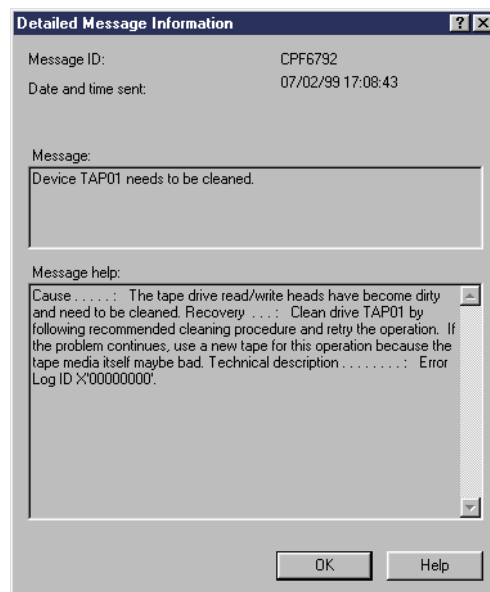 Detailed Message Information
Message ID: CPF6792
Date and time sent: 07/02/99 17:08:43
Message:
Device TAP01 needs to be cleaned.
Message help:
Cause . . . . . :   The tape drive read/write heads have become dirty
and need to be cleaned. Recovery  . . . :   Clean drive TAP01 by
following recommended cleaning procedure and retry the operation.  If
the problem continues, use a new tape for this operation because the
tape media itself maybe bad. Technical description . . . . . . . . :   Error
Log ID X'00000000'.
OK
Help